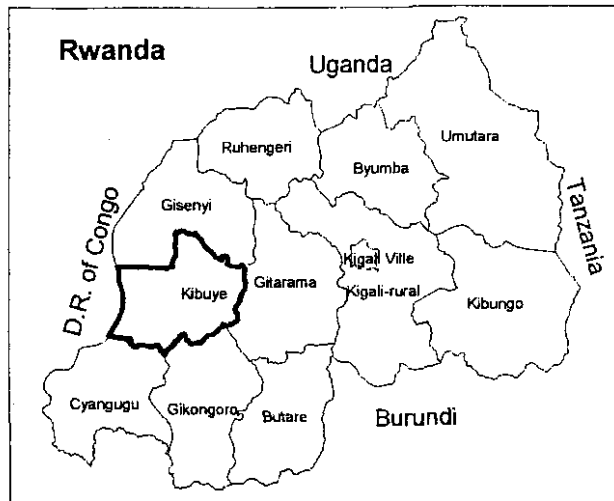 Rwanda
Uganda
Umutara
Ruhengeri
Byumba
Tanzania
Gisenyi
D.R. of Congo
Kigali Ville
Gitarama
Kibuye
Kigali-rural
Kibungo
Cyangugu
Gikongoro
Butare
Burundi